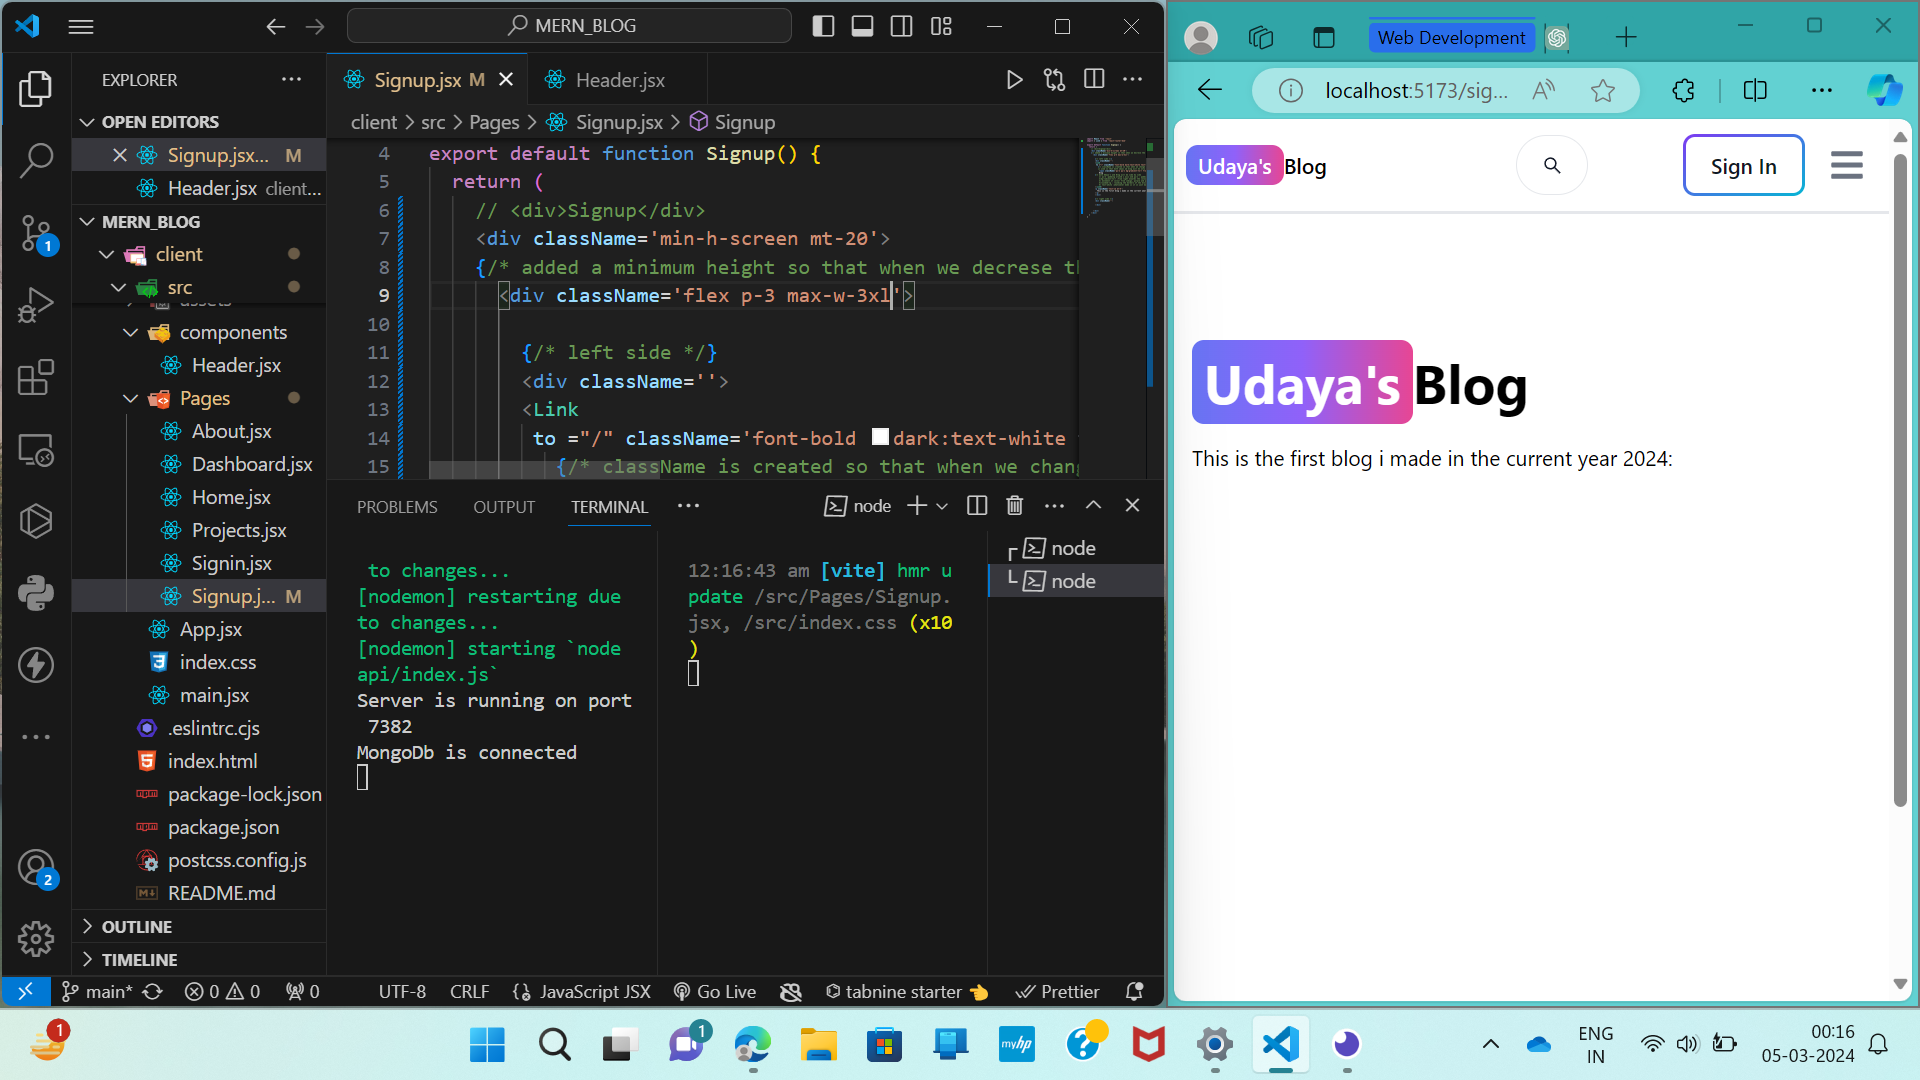 MERN_BLOG
EXPLORER
OPEN EDITORS
Signup.jsx... M
Header.jsx client...
MERN_BLOG
client
src
components
Header.jsx
Pages
About.jsx
Dashboard.jsx
Home.jsx
Projects.jsx
Signin.jsx
Signup.j... M
App.jsx
index.css
main.jsx
.eslintrc.cjs
index.html
package-lock.json
package.json
postcss.config.js
README.md
OUTLINE
TIMELINE
1
2
Signup.jsx M
Header.jsx
client > src > Pages > Signup.jsx > Signup
4 export default function Signup() {
5 return (
6 // <div>Signup</div>
7 <div className='min-h-screen mt-20'>
8 {/* added a minimum height so that when we decrese th
9 <div className='flex p-3 max-w-3xl'>
10
11 {/* left side */}
12 <div className=''>
13 <Link
14 to ="/" className='font-bold dark:text-white
15 {/* className is created so that when we chang
PROBLEMS OUTPUT TERMINAL
node
to changes...
[nodemon] restarting due
to changes...
[nodemon] starting `node
api/index.js`
Server is running on port
7382
MongoDb is connected
12:16:43 am [vite] hmr u
pdate /src/Pages/Signup.
jsx, /src/index.css (x10
)
node
node
main* 0 0 0 UTF-8 CRLF JavaScript JSX Go Live tabnine starter Prettier
Web Development
localhost:5173/sig...
Udaya's Blog
Sign In
Udaya's Blog
This is the first blog i made in the current year 2024:
1
1
myhp
ENG
IN
00:16
05-03-2024